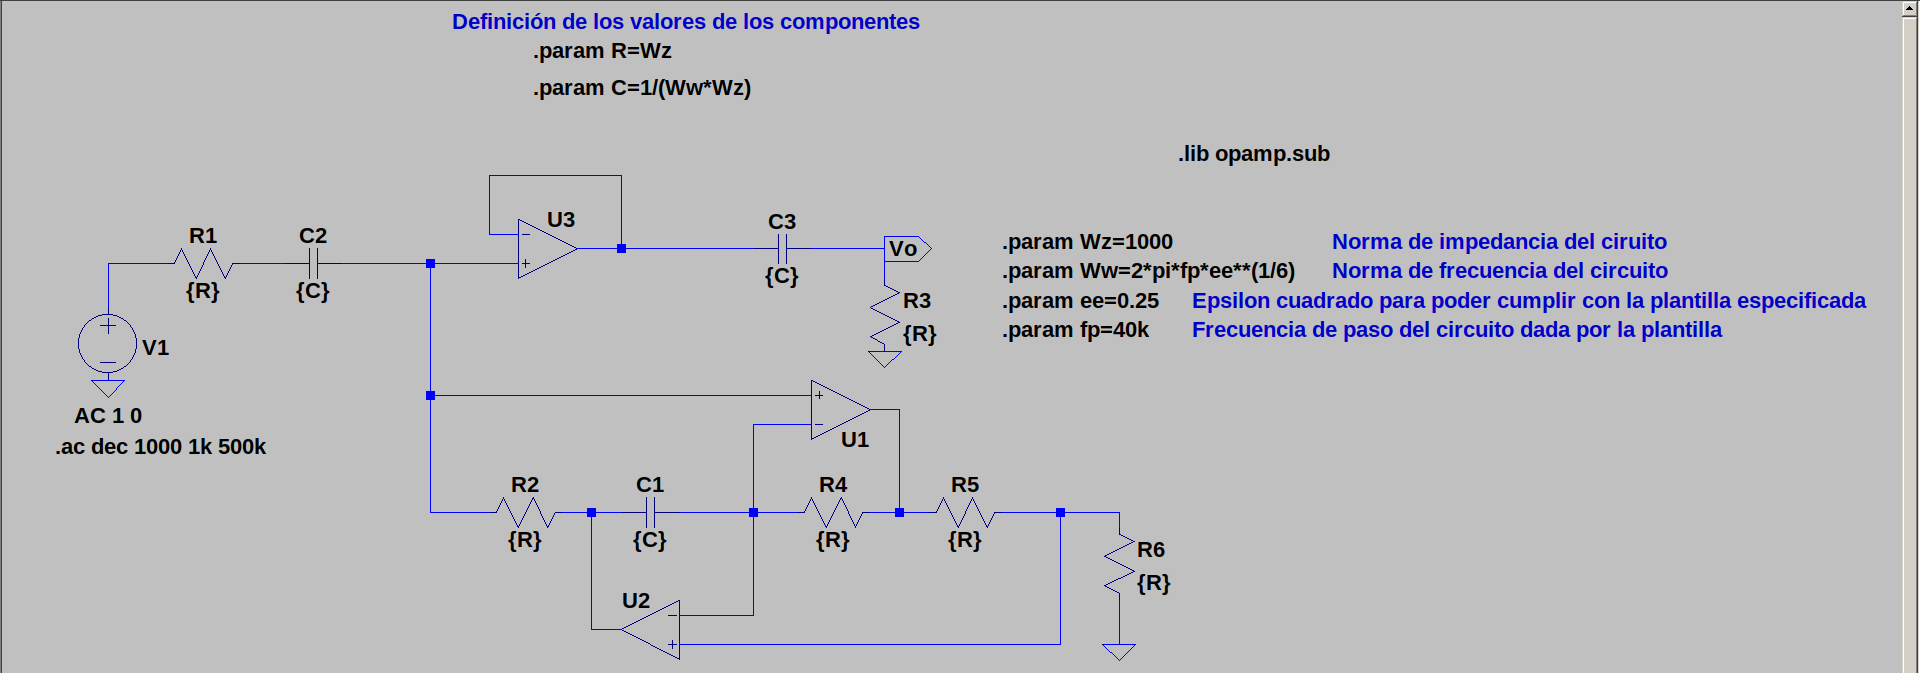 Definición de los valores de los componentes
.param R=Wz
.param C=1/(Ww*Wz)
.lib opamp.sub
U3
C3
R1
C2
{R}
{C}
{C}
Vo
R3
{R}
.param Wz=1000 Norma de impedancia del ciruito
.param Ww=2*pi*fp*ee**(1/6) Norma de frecuencia del circuito
.param ee=0.25 Epsilon cuadrado para poder cumplir con la plantilla especificada
.param fp=40k Frecuencia de paso del circuito dada por la plantilla
V1
AC 1 0
.ac dec 1000 1k 500k
U1
R2
C1
R4
R5
{R}
{C}
{R}
{R}
R6
{R}
U2